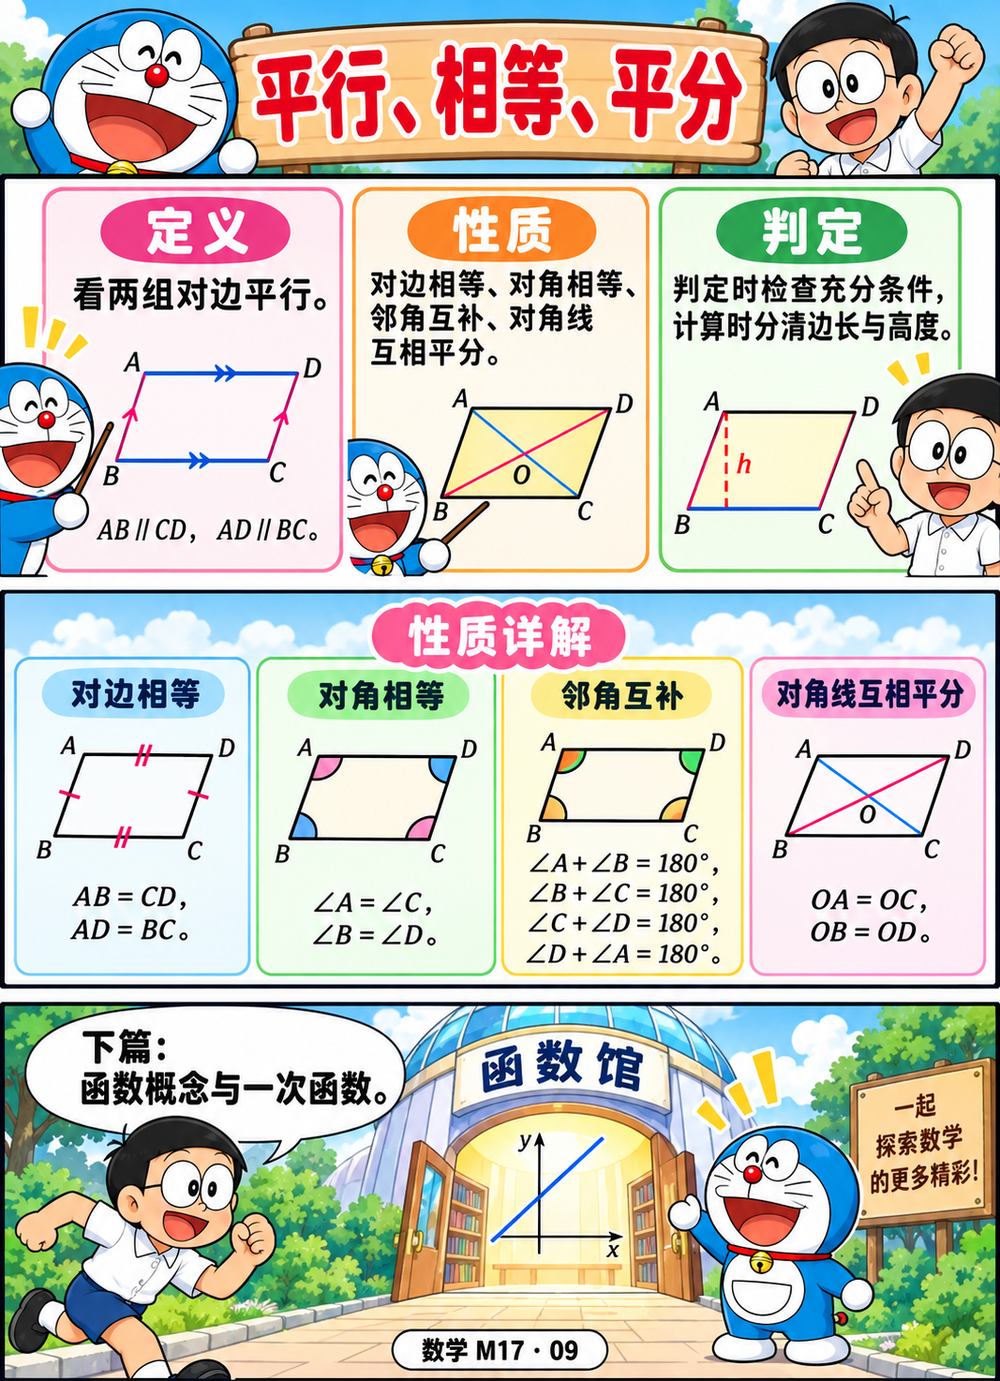 平行、相等、平分
定义
看两组对边平行。
A
D
B
C
AB∥CD, AD∥BC。
性质
对边相等、对角相等、
邻角互补、对角线
互相平分。
A
D
O
B
C
判定
判定时检查充分条件,
计算时分清边长与高度。
A
D
h
B
C
性质详解
对边相等
A
D
B
C
AB = CD,
AD = BC。
对角相等
A
D
B
C
∠A = ∠C,
∠B = ∠D。
邻角互补
A
D
B
C
∠A + ∠B = 180°,
∠B + ∠C = 180°,
∠C + ∠D = 180°,
∠D + ∠A = 180°。
对角线互相平分
A
D
O
B
C
OA = OC,
OB = OD。
下篇:
函数概念与一次函数。
函数馆
y
x
一起
探索数学
的更多精彩!
数学 M17 · 09